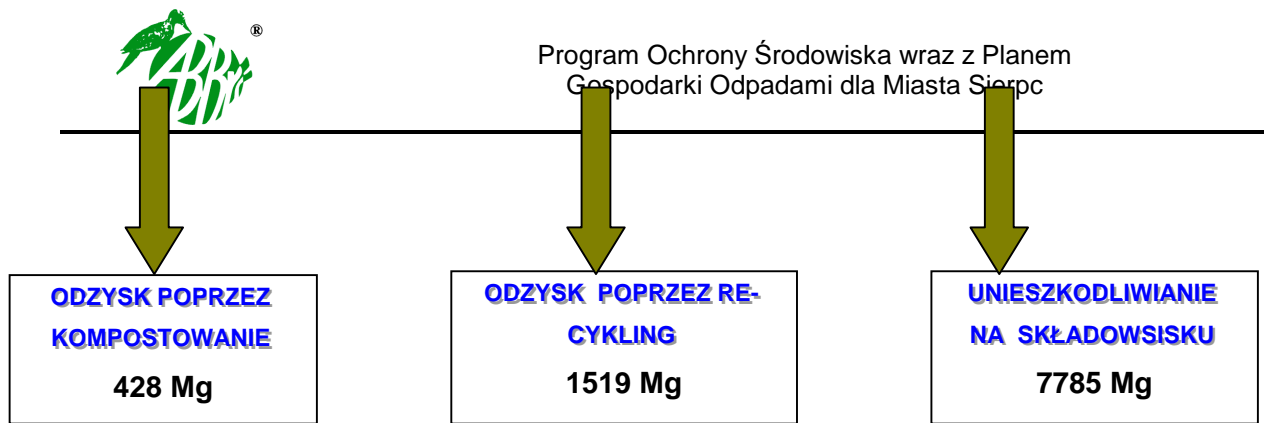 ABRYS
®
Program Ochrony Środowiska wraz z Planem
Gospodarki Odpadami dla Miasta Sierpc
ODZYSK POPRZEZ
KOMPOSTOWANIE
428 Mg
ODZYSK POPRZEZ RE-
CYKLING
1519 Mg
UNIESZKODLIWIANIE
NA SKŁADOWSISKU
7785 Mg